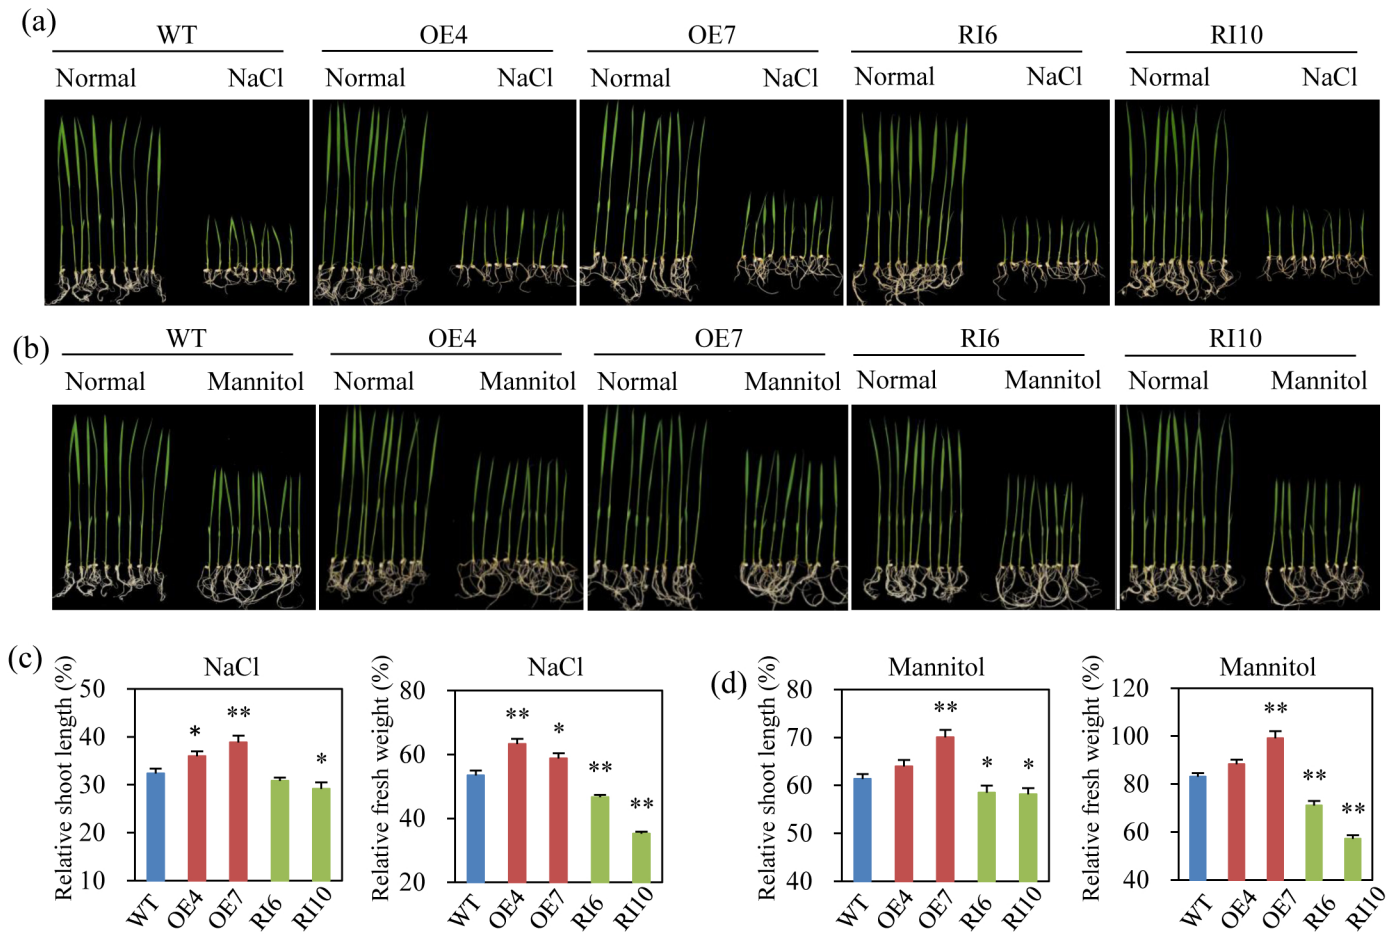 (a)
WT OE4 OE7 RI6 RI10
Normal NaCl Normal NaCl Normal NaCl Normal NaCl Normal NaCl
(b)
WT OE4 OE7 RI6 RI10
Normal Mannitol Normal Mannitol Normal Mannitol Normal Mannitol Normal Mannitol
(c)
NaCl
Relative shoot length (%)
50
40
30
20
10
* ** *
WT OE4 OE7 RI6 RI10
NaCl
Relative fresh weight (%)
80
60
40
20
** * ** **
WT OE4 OE7 RI6 RI10
(d)
Mannitol
Relative shoot length (%)
80
70
60
50
40
** * *
WT OE4 OE7 RI6 RI10
Mannitol
Relative fresh weight (%)
120
100
80
60
40
** ** **
WT OE4 OE7 RI6 RI10